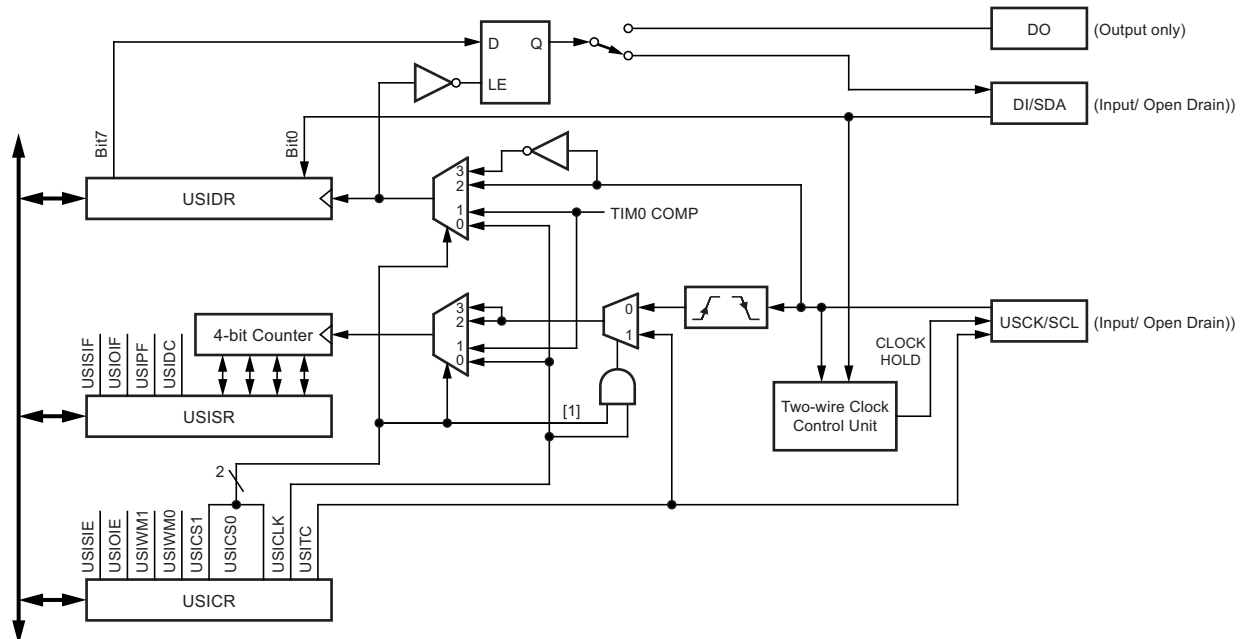 DO
(Output only)
D
Q
LE
DI/SDA
(Input/ Open Drain))
Bit7
Bit0
USIDR
3
2
1
0
TIM0 COMP
3
2
1
0
0
1
4-bit Counter
USCK/SCL
(Input/ Open Drain))
CLOCK
HOLD
USISIF
USIOIF
USIPF
USIDC
USISR
[1]
Two-wire Clock
Control Unit
2
USISIE
USIOIE
USIWM1
USIWM0
USICS1
USICS0
USICLK
USITC
USICR